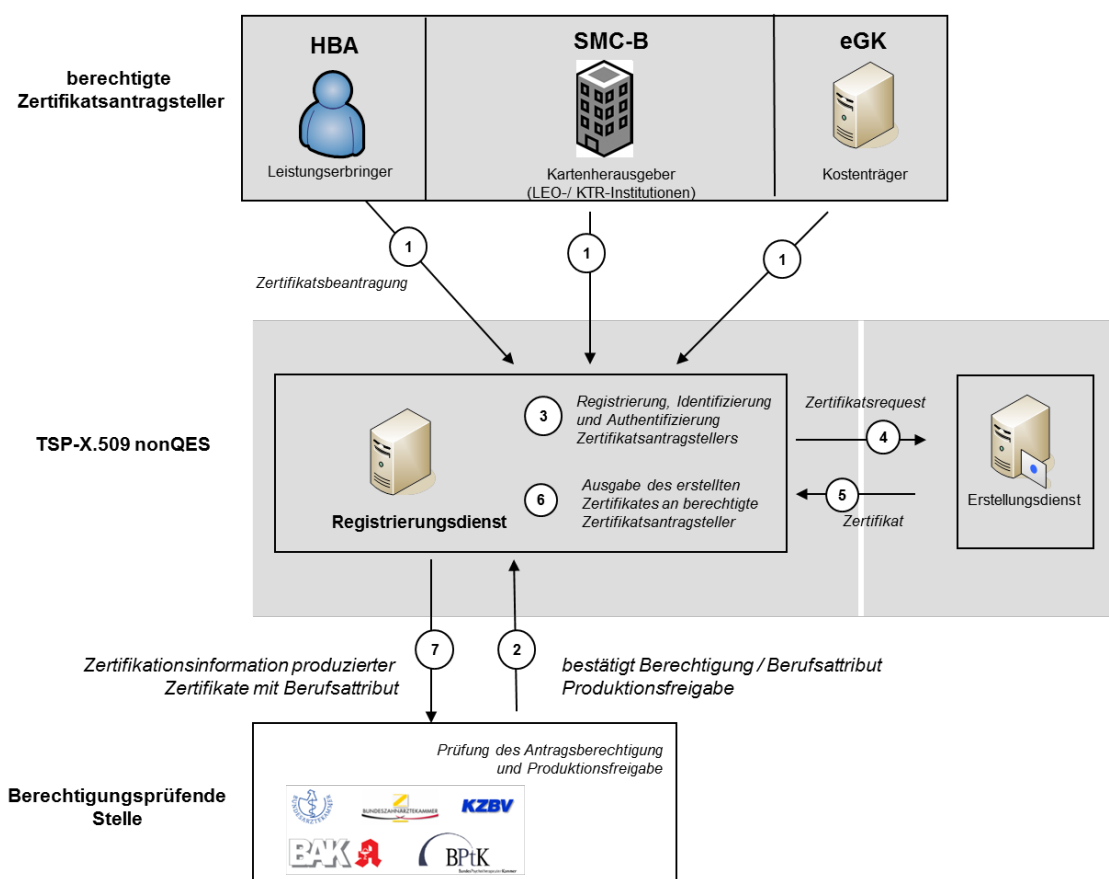 HBA
SMC-B
eGK
berechtigte
Zertifikatsantragsteller
Leistungserbringer
Kartenherausgeber
(LEO-/ KTR-Institutionen)
Kostenträger
1
1
1
Zertifikatsbeantragung
TSP-X.509 nonQES
3
Registrierung, Identifizierung
und Authentifizierung
Zertifikatsantragstellers
6
Ausgabe des erstellten
Zertifikates an berechtigte
Zertifikatsantragsteller
Registrierungsdienst
Zertifikatsrequest
4
5
Zertifikat
Erstellungsdienst
7
2
Zertifikationsinformation produzierter
Zertifikate mit Berufsattribut
bestätigt Berechtigung / Berufsattribut
Produktionsfreigabe
Prüfung des Antragsberechtigung
und Produktionsfreigabe
Berechtigungsprüfende
Stelle
BUNDESÄRZTEKAMMER
BUNDESZAHNÄRZTEKAMMER
KZBV
BAK
BPtK
BundesPsychotherapeutenKammer